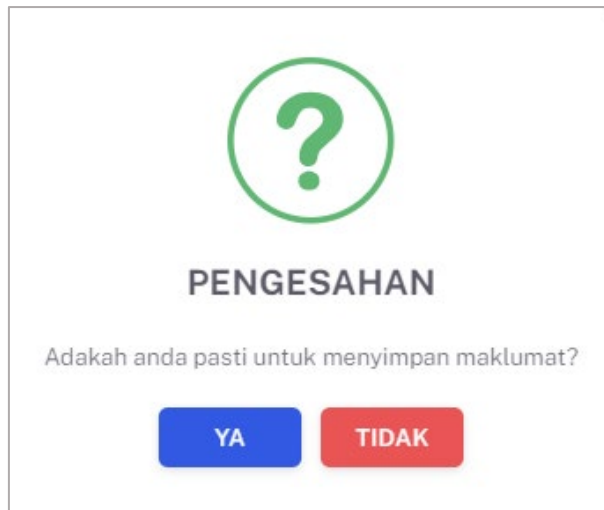 ?
PENGESAHAN
Adakah anda pasti untuk menyimpan maklumat?
YA
TIDAK